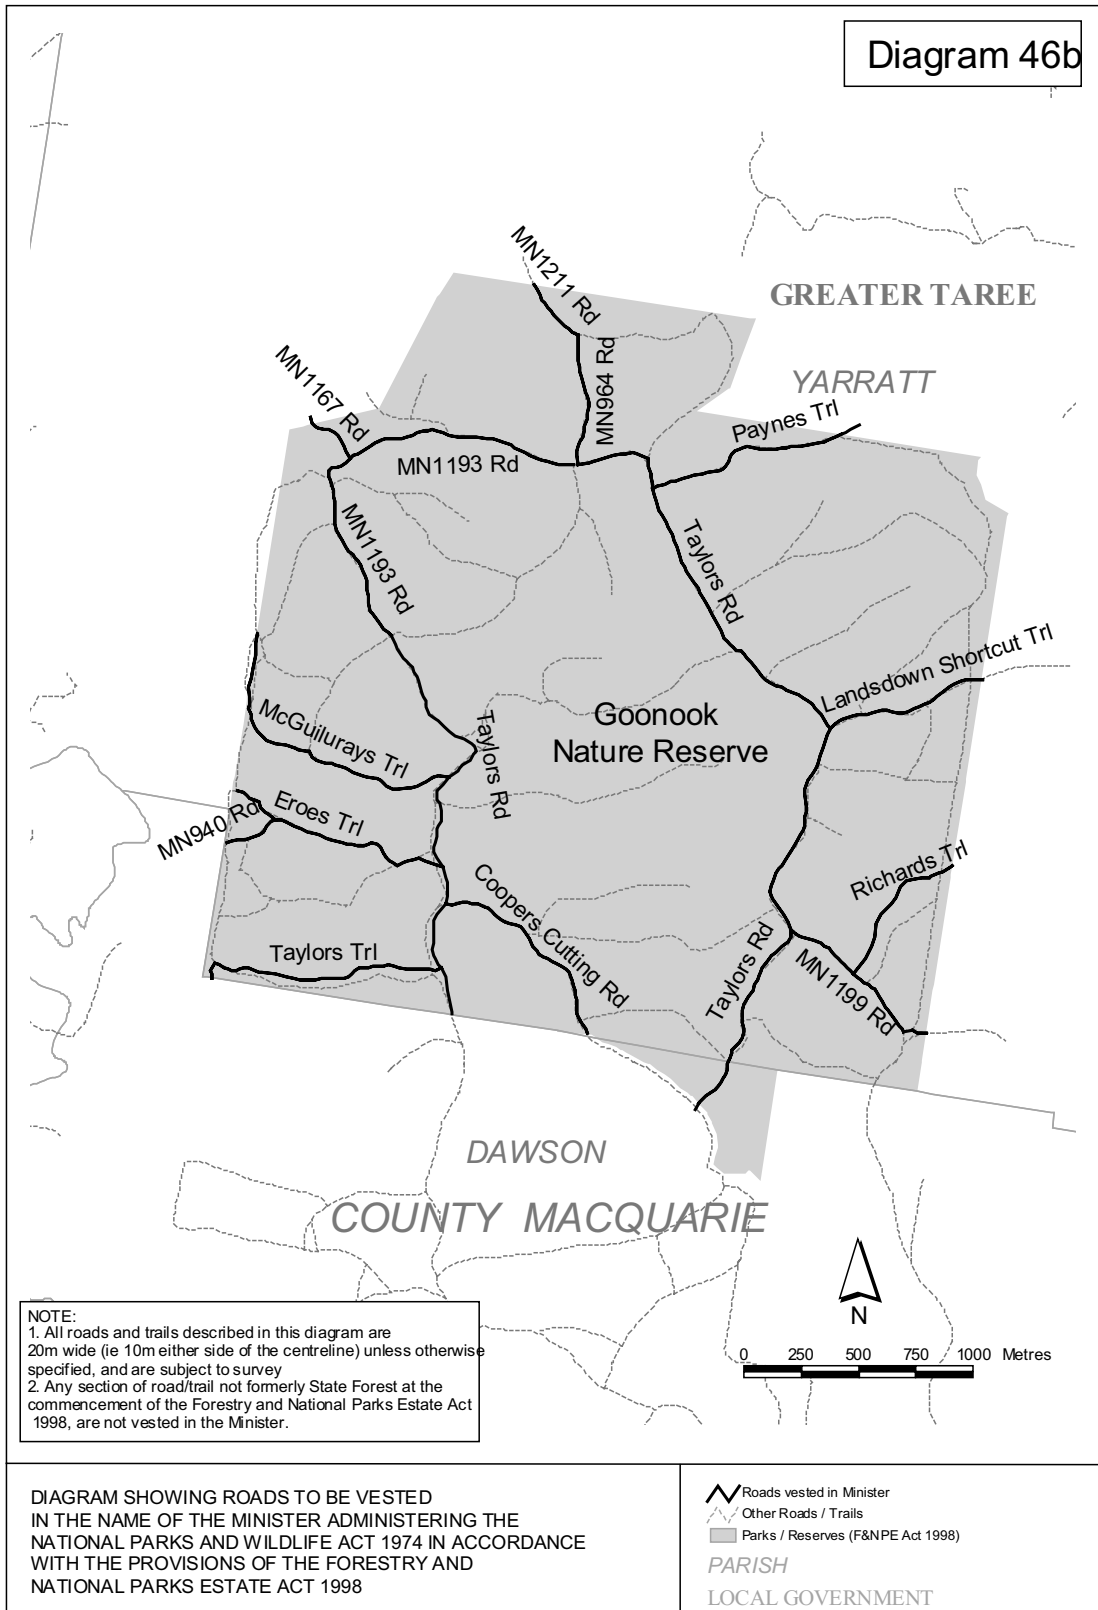 Diagram 46b
MN1211 Rd
GREATER TAREE
MN964 Rd
MN1167 Rd
YARRATT
Paynes Trl
MN1193 Rd
MN1193 Rd
Taylors Rd
Landsdown Shortcut Trl
McGuilurays Trl
Taylors Rd
Goonook
Nature Reserve
MN940 Rd
Eroes Trl
Coopers Cutting Rd
Richards Trl
Taylors Trl
Taylors Rd
MN1199 Rd
DAWSON
COUNTY MACQUARIE
N
0 250 500 750 1000 Metres
NOTE:
1. All roads and trails described in this diagram are
20m wide (ie 10m either side of the centreline) unless otherwise
specified, and are subject to survey
2. Any section of road/trail not formerly State Forest at the
commencement of the Forestry and National Parks Estate Act
1998, are not vested in the Minister.
DIAGRAM SHOWING ROADS TO BE VESTED
IN THE NAME OF THE MINISTER ADMINISTERING THE
NATIONAL PARKS AND WILDLIFE ACT 1974 IN ACCORDANCE
WITH THE PROVISIONS OF THE FORESTRY AND
NATIONAL PARKS ESTATE ACT 1998
Roads vested in Minister
Other Roads / Trails
Parks / Reserves (F&NPE Act 1998)
PARISH
LOCAL GOVERNMENT